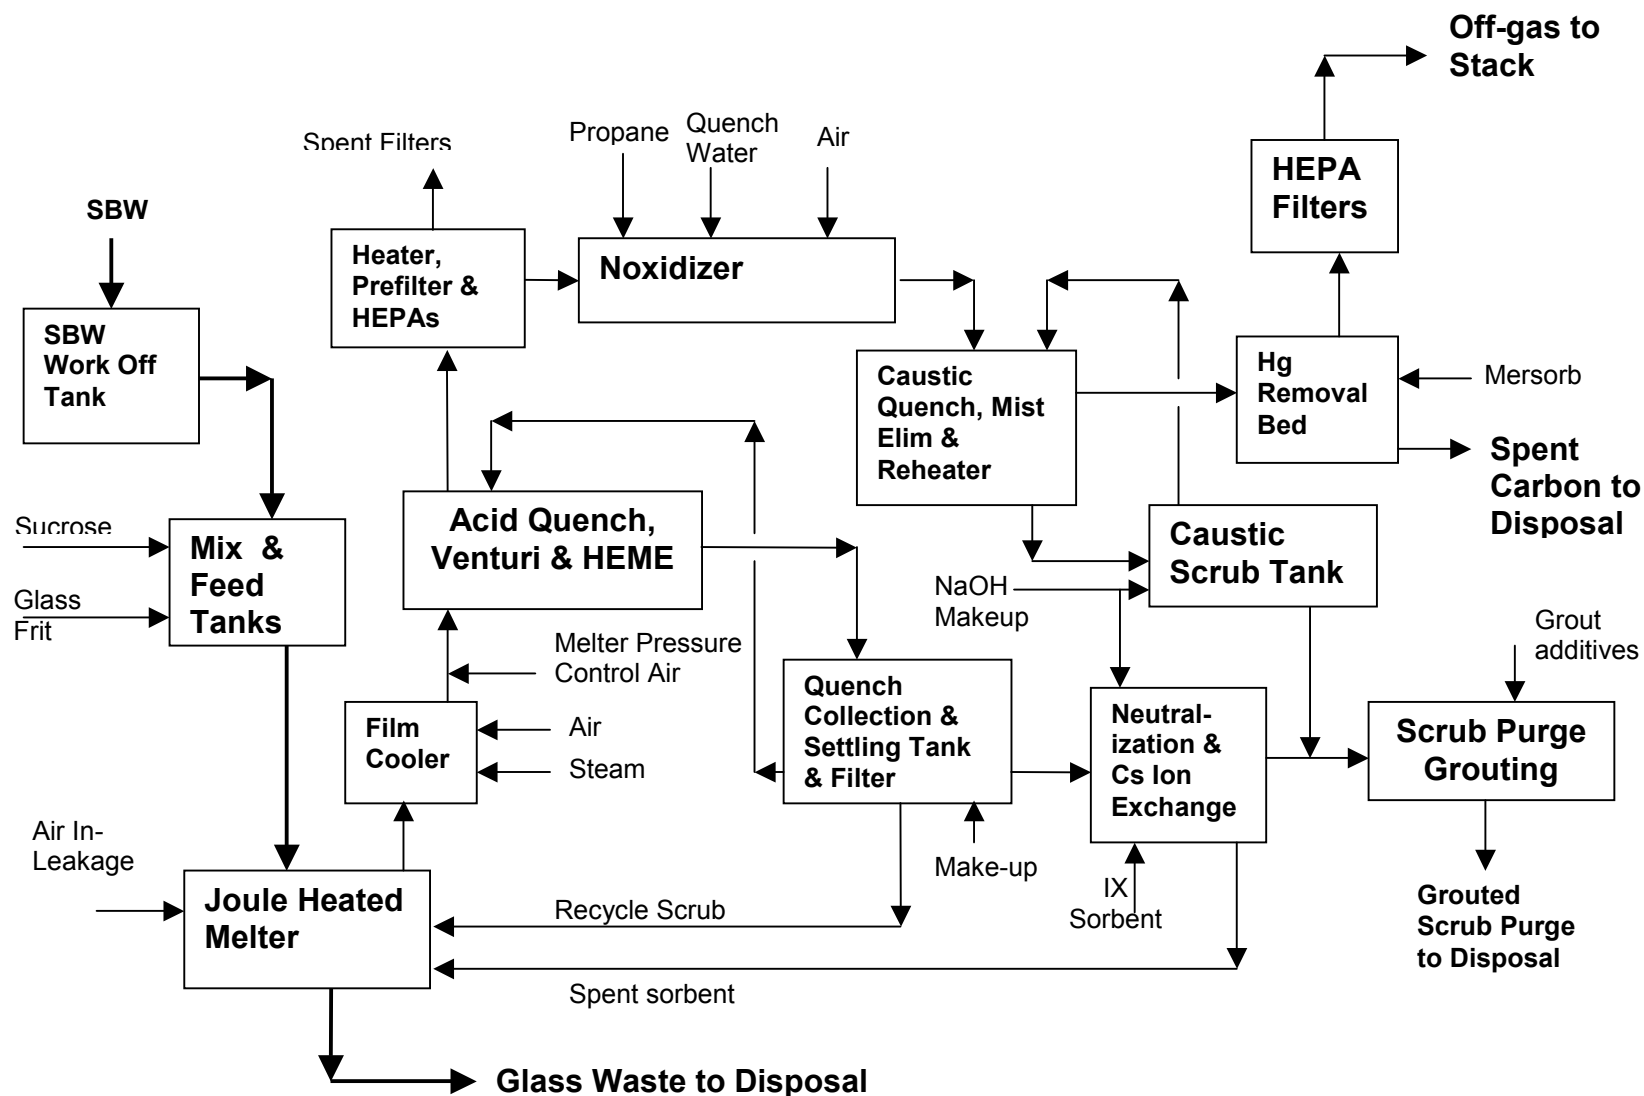 Off-gas to
Stack
Spent Filters
Propane
Quench
Water
Air
HEPA
Filters
SBW
Heater,
Prefilter &
HEPAs
Noxidizer
SBW
Work Off
Tank
Caustic
Quench, Mist
Elim &
Reheater
Hg
Removal
Bed
Mersorb
Spent
Carbon to
Disposal
Sucrose
Glass
Frit
Mix &
Feed
Tanks
Acid Quench,
Venturi & HEME
Caustic
Scrub Tank
NaOH
Makeup
Grout
additives
Melter Pressure
Control Air
Film
Cooler
Air
Steam
Quench
Collection &
Settling Tank
& Filter
Neutral-
ization &
Cs Ion
Exchange
Scrub Purge
Grouting
Air In-
Leakage
Make-up
IX
Sorbent
Joule Heated
Melter
Recycle Scrub
Spent sorbent
Grouted
Scrub Purge
to Disposal
Glass Waste to Disposal